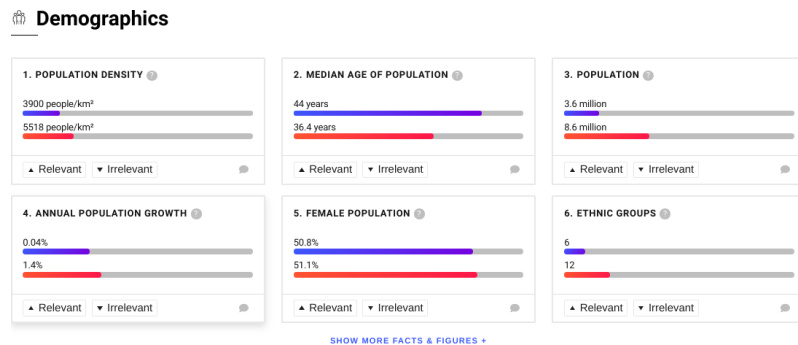 Demographics
1. POPULATION DENSITY ?
3900 people/km²
5518 people/km²
▲ Relevant ▼ Irrelevant
2. MEDIAN AGE OF POPULATION ?
44 years
36.4 years
▲ Relevant ▼ Irrelevant
3. POPULATION ?
3.6 million
8.6 million
▲ Relevant ▼ Irrelevant
4. ANNUAL POPULATION GROWTH ?
0.04%
1.4%
▲ Relevant ▼ Irrelevant
5. FEMALE POPULATION ?
50.8%
51.1%
▲ Relevant ▼ Irrelevant
6. ETHNIC GROUPS ?
6
12
▲ Relevant ▼ Irrelevant
SHOW MORE FACTS & FIGURES +